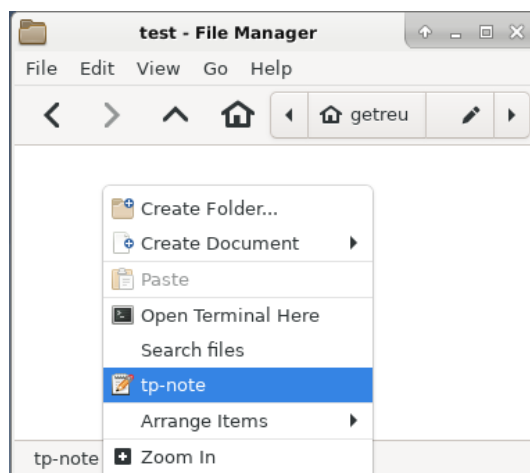 test - File Manager
File Edit View Go Help
getreu
Create Folder...
Create Document
Paste
Open Terminal Here
Search files
tp-note
Arrange Items
Zoom In
tp-note